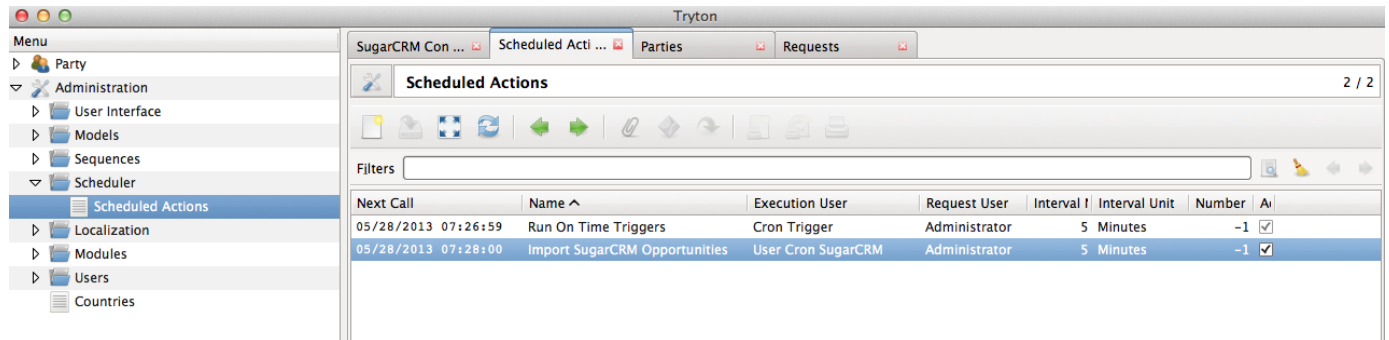 Tryton
Menu
Party
Administration
User Interface
Models
Sequences
Scheduler
Scheduled Actions
Localization
Modules
Users
Countries
SugarCRM Con ... Scheduled Acti ... Parties Requests
Scheduled Actions 2 / 2
Filters
Next Call Name Execution User Request User Interval Interval Unit Number
05/28/2013 07:26:59 Run On Time Triggers Cron Trigger Administrator 5 Minutes -1
05/28/2013 07:28:00 Import SugarCRM Opportunities User Cron SugarCRM Administrator 5 Minutes -1